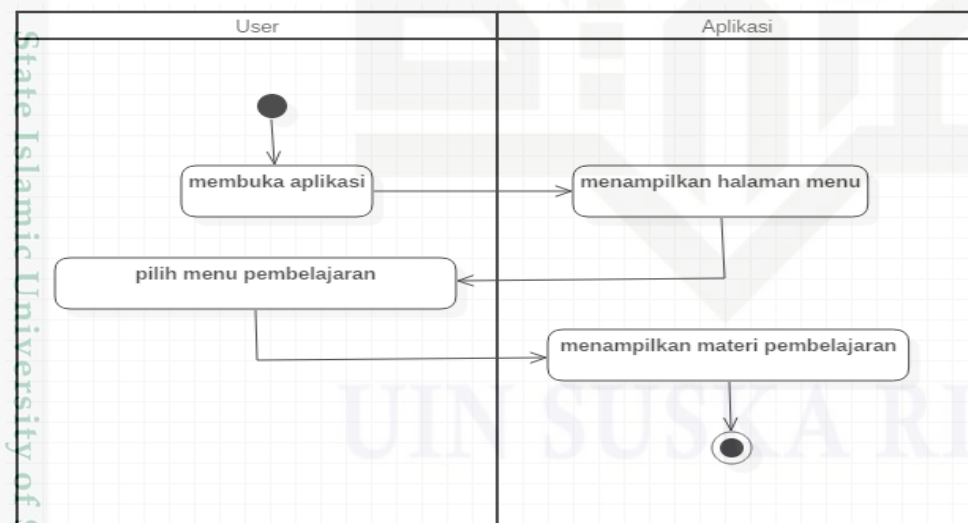 User
Aplikasi
membuka aplikasi
menampilkan halaman menu
pilih menu pembelajaran
menampilkan materi pembelajaran
State Islamic University of
UIN SUSKA RI